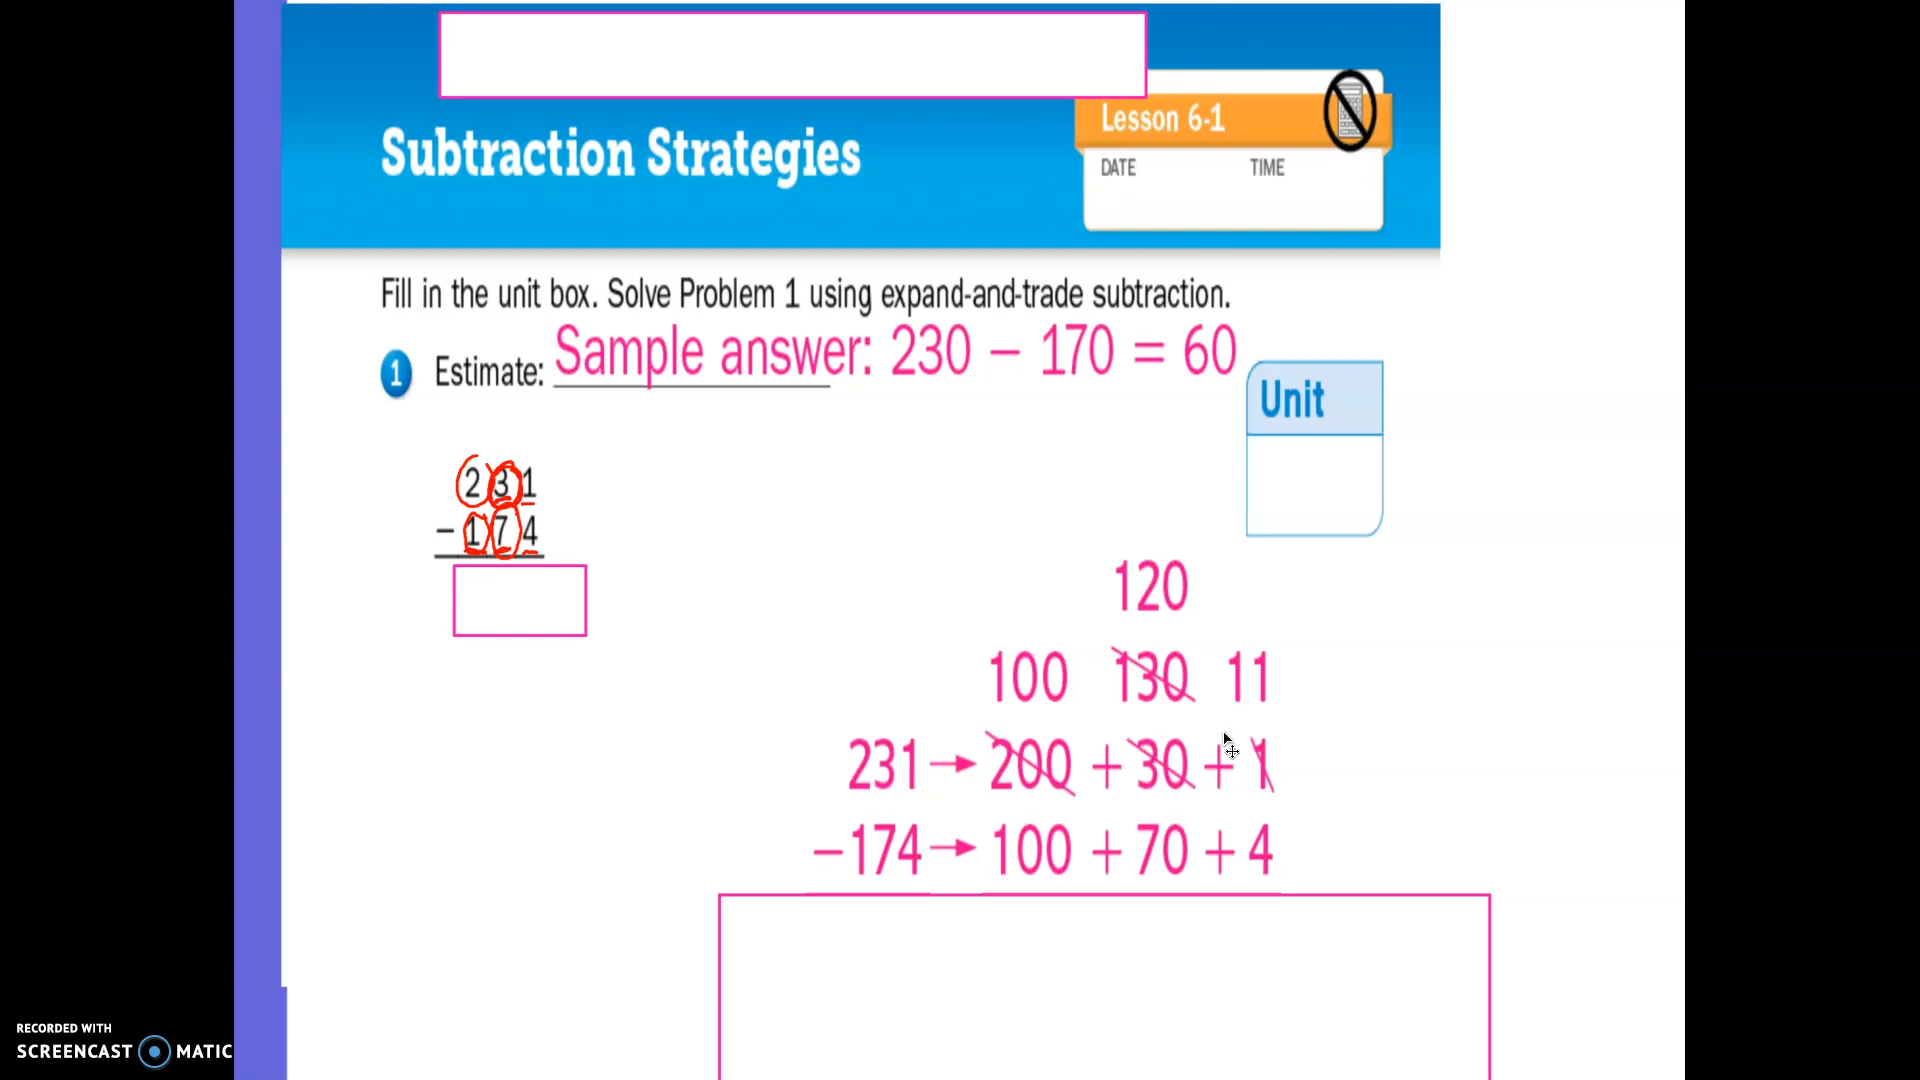 Lesson 6-1
Subtraction Strategies
DATE TIME
Fill in the unit box. Solve Problem 1 using expand-and-trade subtraction.
1 Estimate: Sample answer: 230 – 170 = 60
Unit
231
– 174
120
100 130 11
231 → 200 + 30 + 1
–174 → 100 + 70 + 4
RECORDED WITH
SCREENCAST MATIC